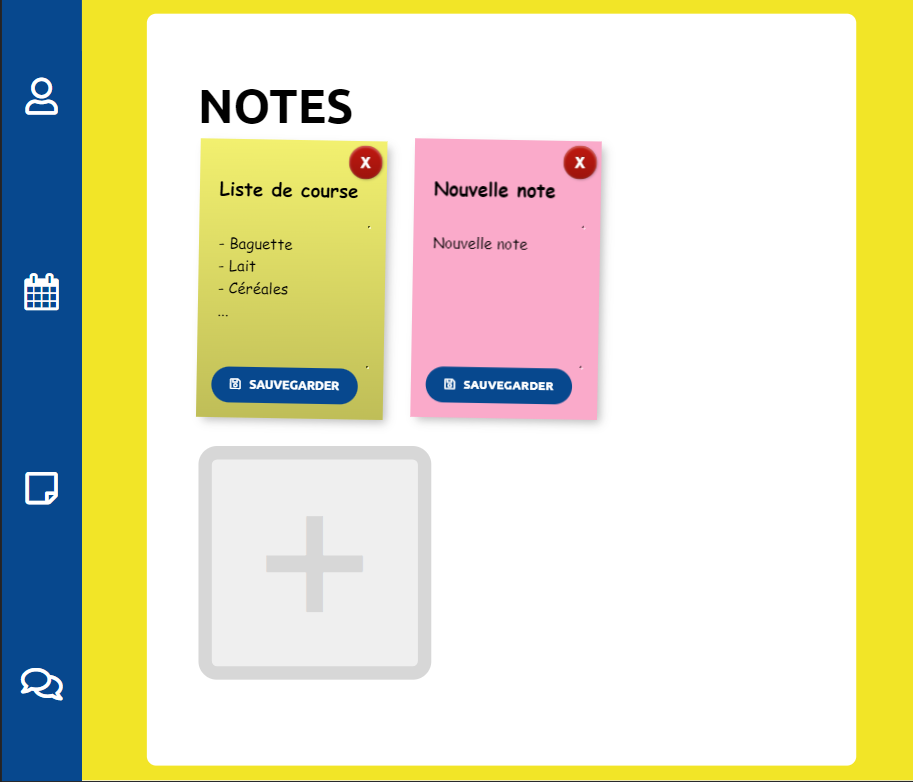 NOTES
X
Liste de course
- Baguette
- Lait
- Céréales
...
SAUVEGARDER
X
Nouvelle note
Nouvelle note
SAUVEGARDER